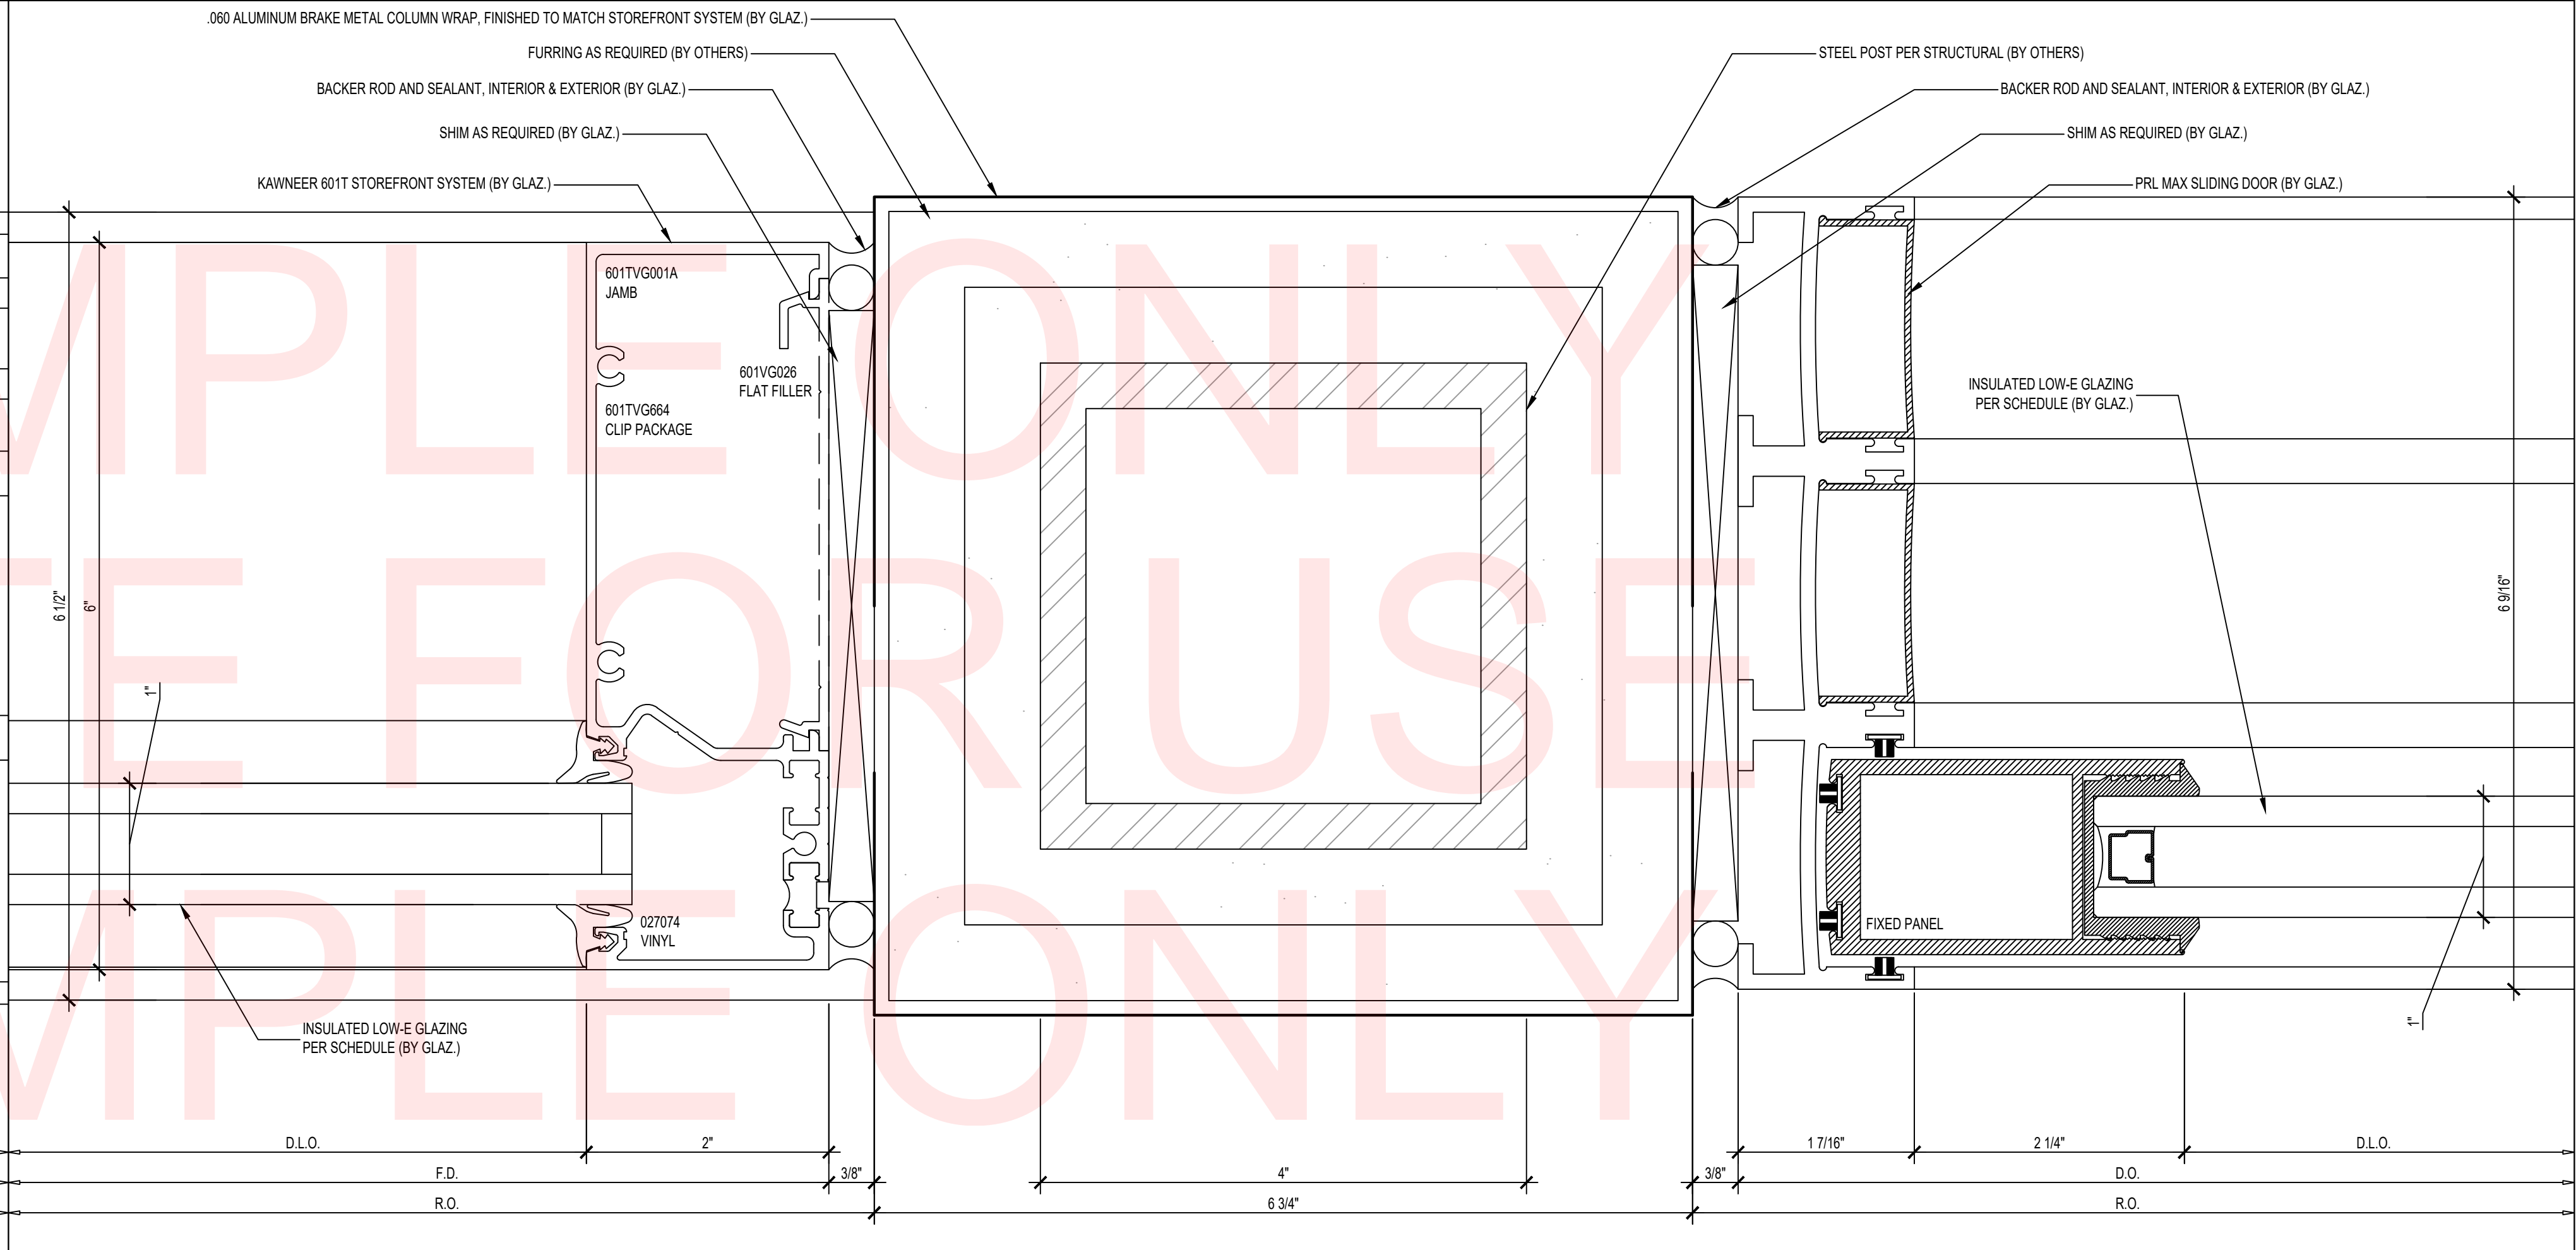 .060 ALUMINUM BRAKE METAL COLUMN WRAP, FINISHED TO MATCH STOREFRONT SYSTEM (BY GLAZ.)
FURRING AS REQUIRED (BY OTHERS)
BACKER ROD AND SEALANT, INTERIOR & EXTERIOR (BY GLAZ.)
SHIM AS REQUIRED (BY GLAZ.)
KAWNEER 601T STOREFRONT SYSTEM (BY GLAZ.)
STEEL POST PER STRUCTURAL (BY OTHERS)
BACKER ROD AND SEALANT, INTERIOR & EXTERIOR (BY GLAZ.)
SHIM AS REQUIRED (BY GLAZ.)
PRL MAX SLIDING DOOR (BY GLAZ.)
601TVG001A
JAMB
601VG026
FLAT FILLER
601TVG664
CLIP PACKAGE
INSULATED LOW-E GLAZING
PER SCHEDULE (BY GLAZ.)
6 1/2"
6"
1"
6 9/16"
1"
027074
VINYL
FIXED PANEL
INSULATED LOW-E GLAZING
PER SCHEDULE (BY GLAZ.)
MPLE ONLY
TE FOR USE
MPLE ONLY
D.L.O.
2"
1 7/16"
2 1/4"
D.L.O.
F.D.
3/8"
4"
3/8"
D.O.
R.O.
6 3/4"
R.O.